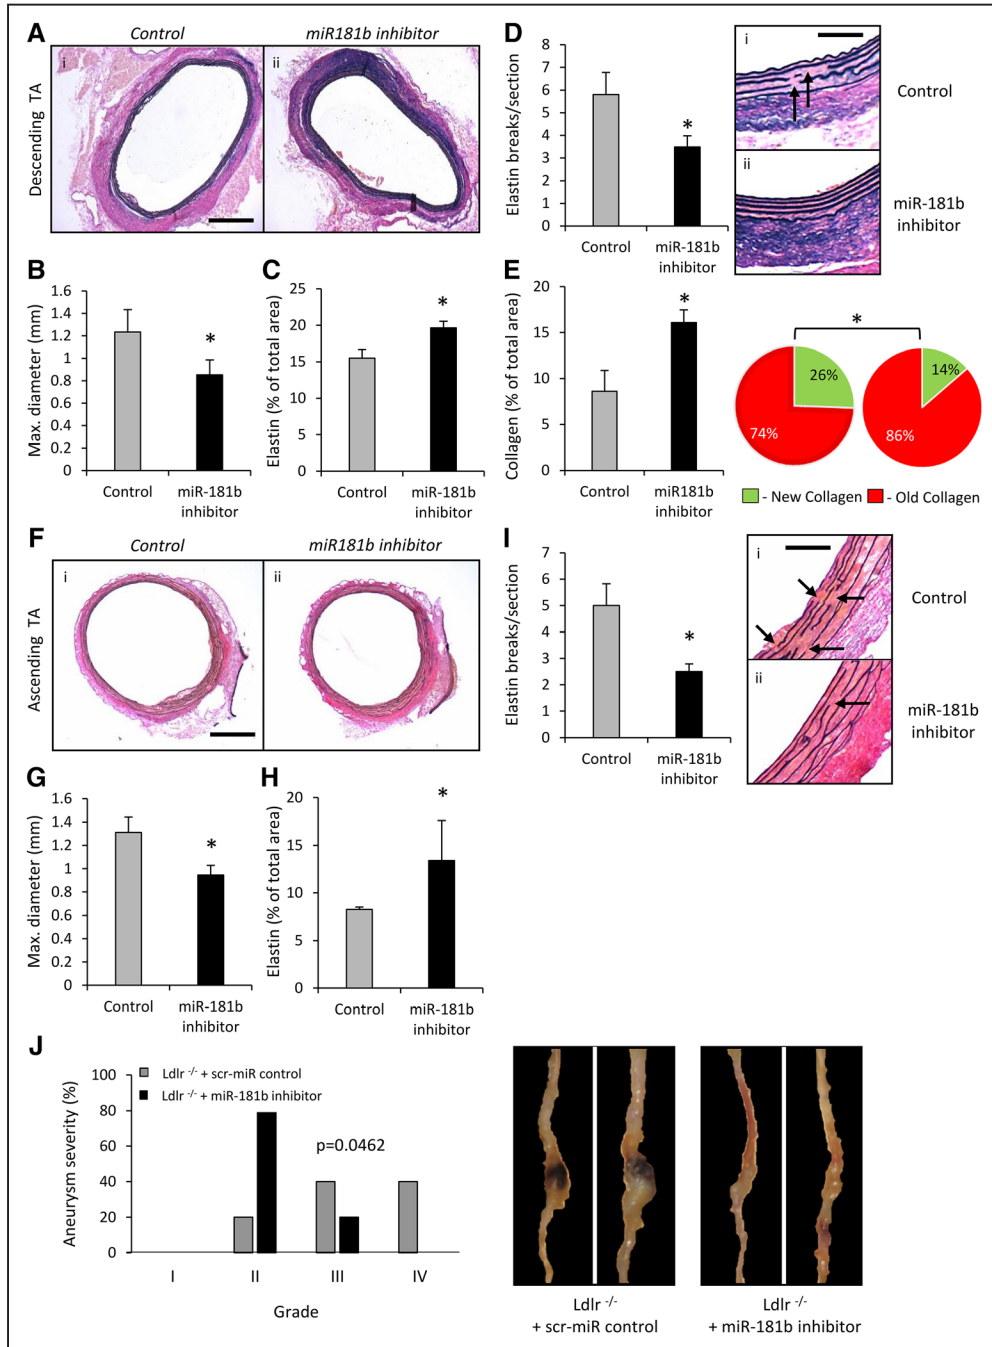 A
Control
miR181b inhibitor
Descending TA
i
ii
B
Max. diameter (mm)
1.6
1.4
1.2
1
0.8
0.6
0.4
0.2
0
*
Control
miR-181b
inhibitor
C
Elastin (% of total area)
25
20
15
10
5
0
*
Control
miR-181b
inhibitor
D
Elastin breaks/section
8
7
6
5
4
3
2
1
0
*
Control
miR-181b
inhibitor
i
Control
ii
miR-181b
inhibitor
E
Collagen (% of total area)
20
15
10
5
0
*
Control
miR181b
inhibitor
*
26%
74%
14%
86%
- New Collagen
- Old Collagen
F
Control
miR181b inhibitor
Ascending TA
i
ii
G
Max. diameter (mm)
1.6
1.4
1.2
1
0.8
0.6
0.4
0.2
0
*
Control
miR-181b
inhibitor
H
Elastin (% of total area)
20
15
10
5
0
*
Control
miR-181b
inhibitor
I
Elastin breaks/section
7
6
5
4
3
2
1
0
*
Control
miR-181b
inhibitor
i
Control
ii
miR-181b
inhibitor
J
Aneurysm severity (%)
100
80
60
40
20
0
Ldlr -/- + scr-miR control
Ldlr -/- + miR-181b inhibitor
p=0.0462
I
II
III
IV
Grade
Ldlr -/-
+ scr-miR control
Ldlr -/-
+ miR-181b inhibitor